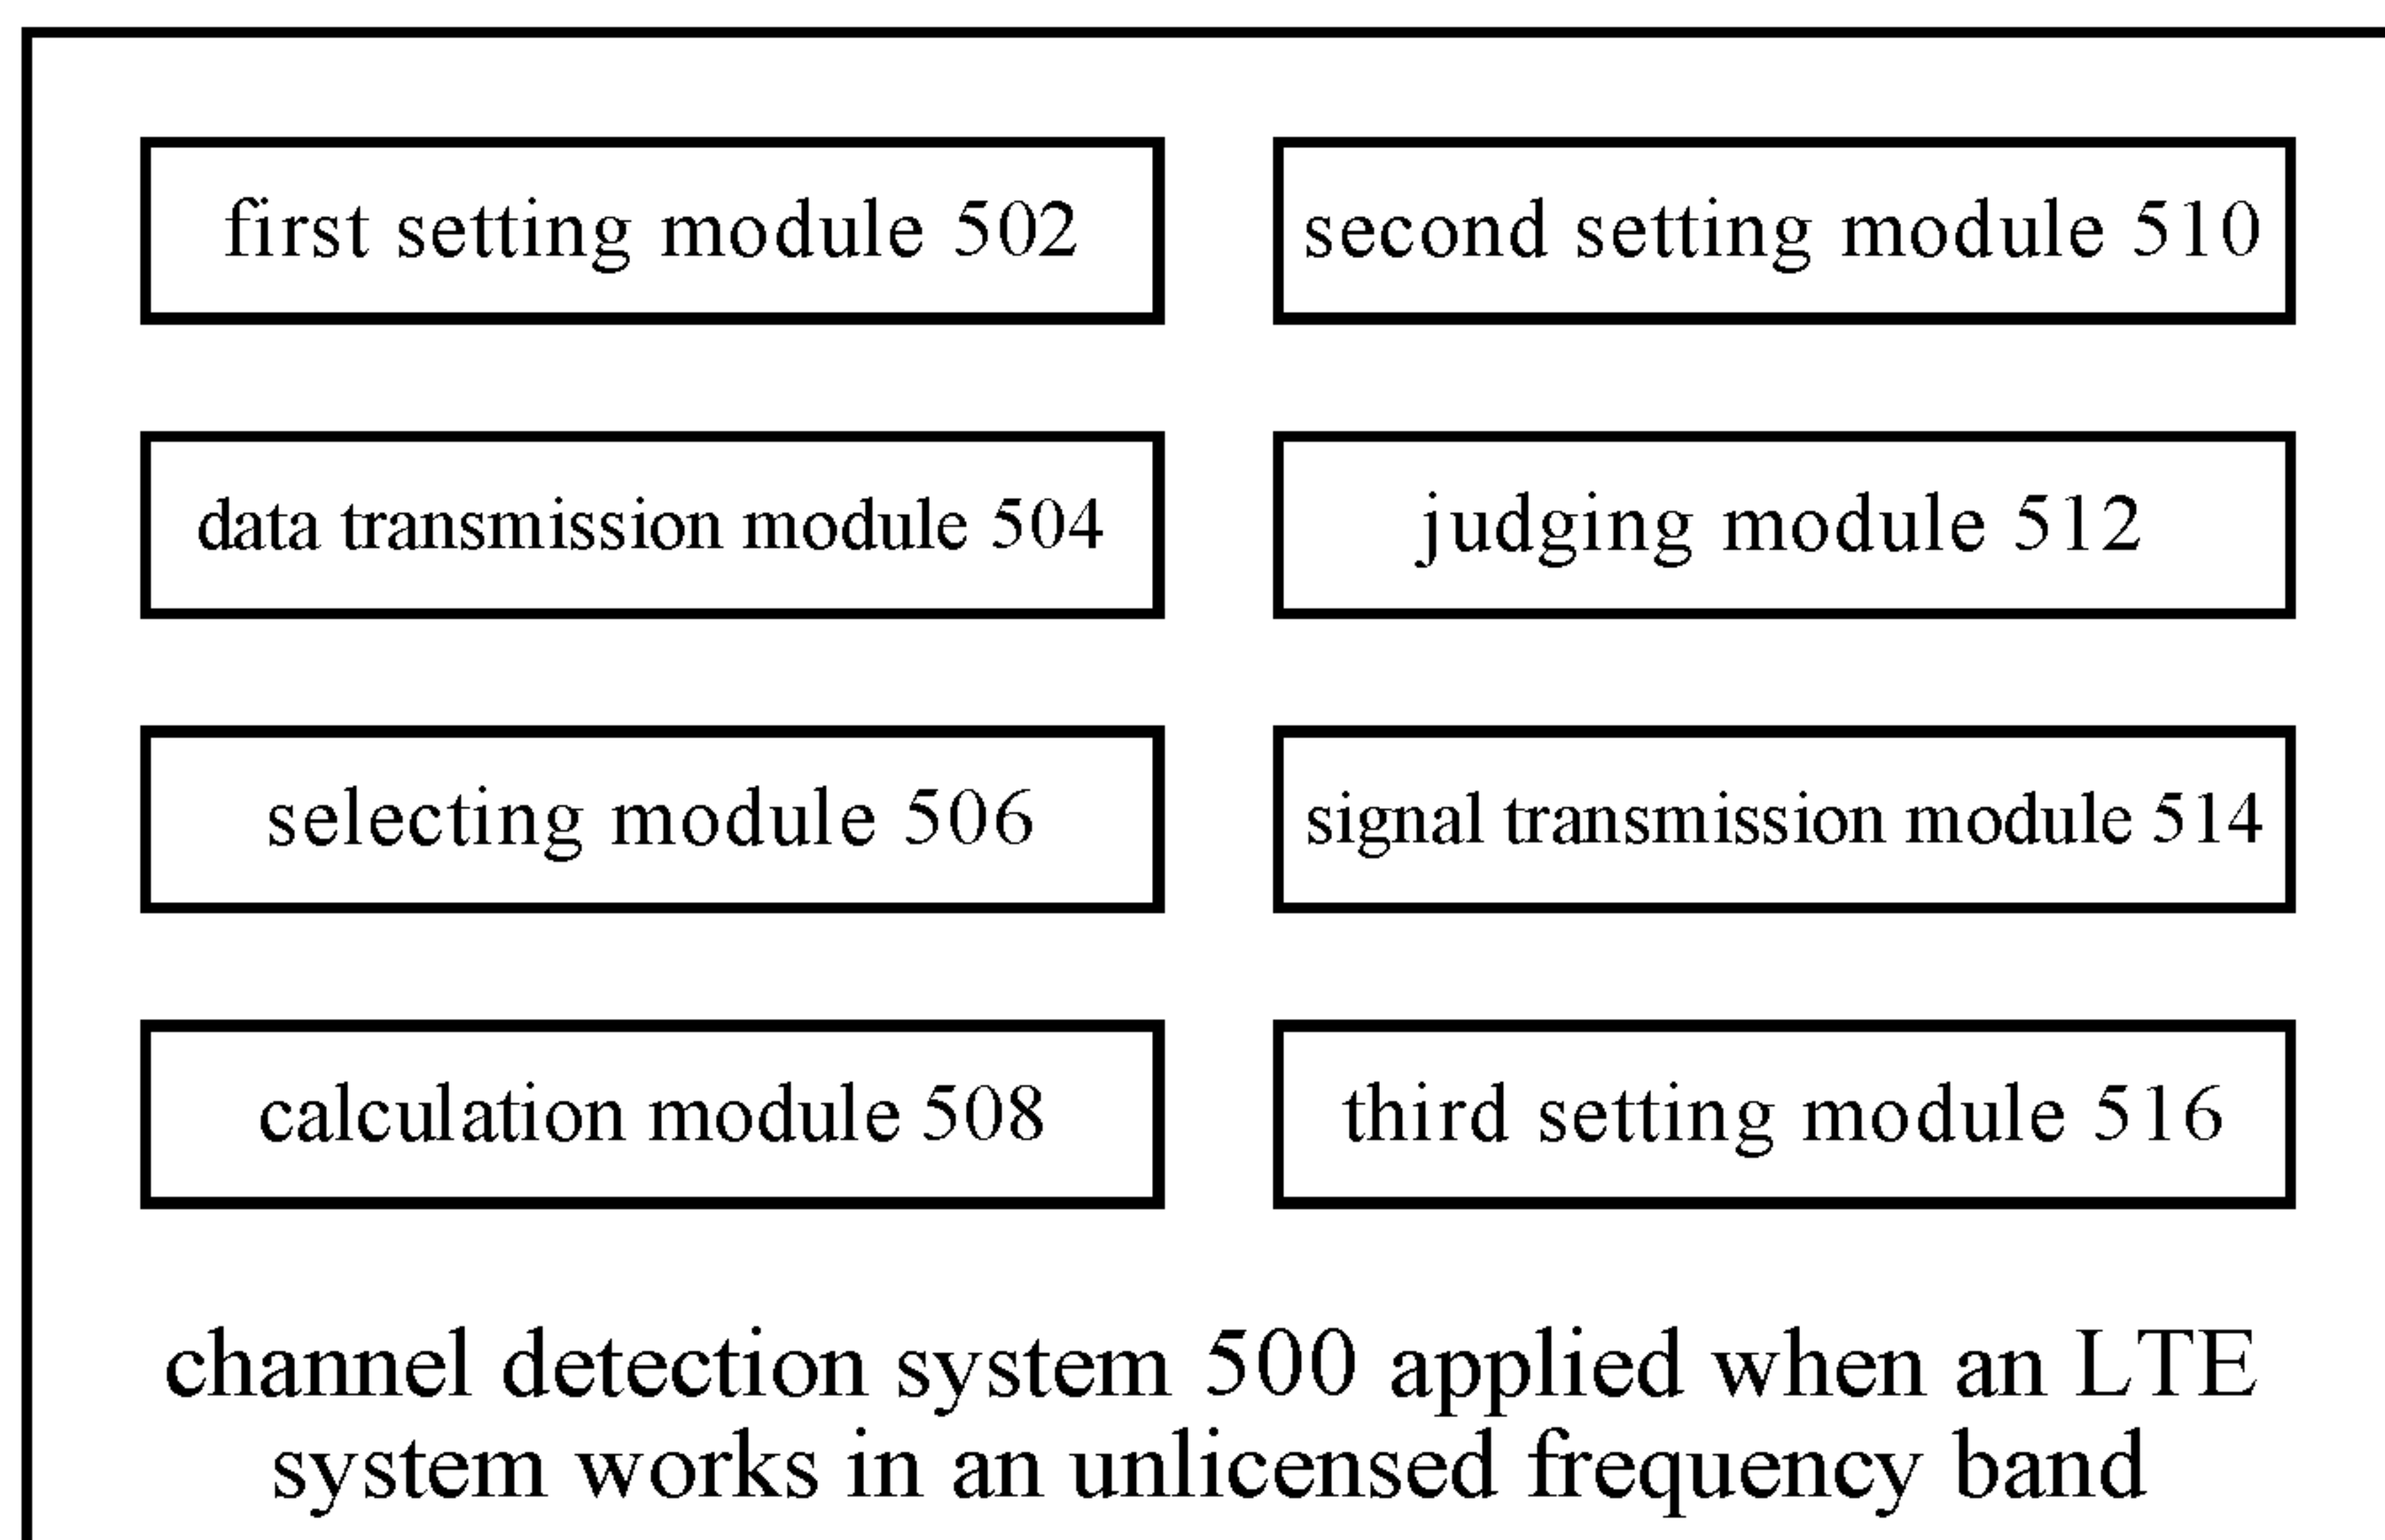 first setting module 502
second setting module 510
data transmission module 504
judging module 512
selecting module 506
signal transmission module 514
calculation module 508
third setting module 516
channel detection system 500 applied when an LTE
system works in an unlicensed frequency band